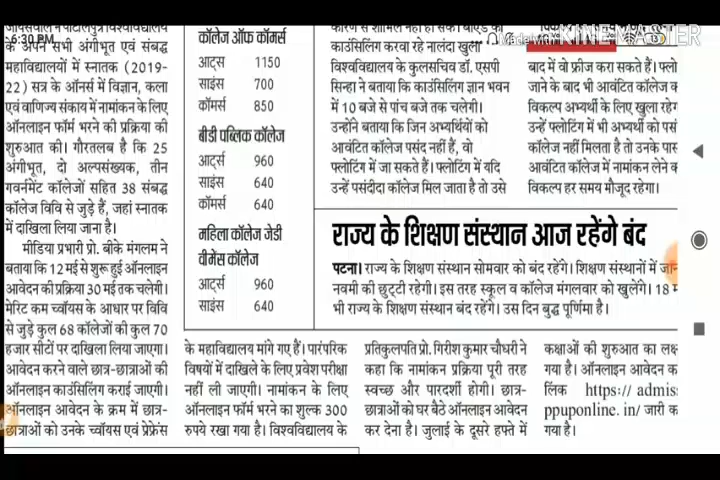 6:30 PM
Made with
KINEMASTER
जायसवाल ने पाटलिपुत्र विश्वविद्यालय
के अपने सभी अंगीभूत एवं संबद्ध
महाविद्यालयों में स्नातक (2019-
22) सत्र के ऑनर्स में विज्ञान, कला
एवं वाणिज्य संकाय में नामांकन के लिए
ऑनलाइन फॉर्म भरने की प्रक्रिया की
शुरुआत की। गौरतलब है कि 25
अंगीभूत, दो अल्पसंख्यक, तीन
गवर्नमेंट कॉलेजों सहित 38 संबद्ध
कॉलेज विवि से जुड़े हैं, जहां स्नातक
में दाखिला लिया जाना है।
मीडिया प्रभारी प्रो. बीके मंगलम ने
बताया कि 12 मई से शुरू हुई ऑनलाइन
आवेदन की प्रक्रिया 30 मई तक चलेगी।
मेरिट कम च्वॉयस के आधार पर विवि
से जुड़े कुल 68 कॉलेजों की कुल 70
हजार सीटों पर दाखिला लिया जाएगा।
आवेदन करने वाले छात्र-छात्राओं की
ऑनलाइन काउंसिलिंग कराई जाएगी।
ऑनलाइन आवेदन के क्रम में छात्र-
छात्राओं को उनके च्वॉयस एवं प्रेफ्रेंस
कॉलेज ऑफ कॉमर्स
आर्ट्स 1150
साइंस 700
कॉमर्स 850
बीडी पब्लिक कॉलेज
आर्ट्स 960
साइंस 640
कॉमर्स 640
महिला कॉलेज जेडी
वीमेंस कॉलेज
आर्ट्स 960
साइंस 640
के महाविद्यालय मांगे गए हैं। पारंपरिक
विषयों में दाखिले के लिए प्रवेश परीक्षा
नहीं ली जाएगी। नामांकन के लिए
ऑनलाइन फॉर्म भरने का शुल्क 300
रुपये रखा गया है। विश्वविद्यालय के
कारण से शामिल नहीं हो सके। बीएड की
काउंसिलिंग करवा रहे नालंदा खुला
विश्वविद्यालय के कुलसचिव डॉ. एसपी
सिन्हा ने बताया कि काउंसिलिंग ज्ञान भवन
में 10 बजे से पांच बजे तक चलेगी।
उन्होंने बताया कि जिन अभ्यर्थियों को
आवंटित कॉलेज पसंद नहीं हैं, वो
फ्लोटिंग में जा सकते हैं। फ्लोटिंग में यदि
उन्हें पसंदीदा कॉलेज मिल जाता है तो उसे
बाद में वो फ्रीज करा सकते हैं। फ्लो
जाने के बाद भी आवंटित कॉलेज क
विकल्प अभ्यर्थी के लिए खुला रहेग
उन्हें फ्लोटिंग में भी अभ्यर्थी को पसं
कॉलेज नहीं मिलता है तो उनके पास
आवंटित कॉलेज में नामांकन लेने क
विकल्प हर समय मौजूद रहेगा।
राज्य के शिक्षण संस्थान आज रहेंगे बंद
पटना। राज्य के शिक्षण संस्थान सोमवार को बंद रहेंगे। शिक्षण संस्थानों में जान
नवमी की छुट्टी रहेगी। इस तरह स्कूल व कॉलेज मंगलवार को खुलेंगे। 18 म
भी राज्य के शिक्षण संस्थान बंद रहेंगे। उस दिन बुद्ध पूर्णिमा है।
प्रतिकुलपति प्रो. गिरीश कुमार चौधरी ने
कहा कि नामांकन प्रक्रिया पूरी तरह
स्वच्छ और पारदर्शी होगी। छात्र-
छात्राओं को घर बैठे ऑनलाइन आवेदन
कर देना है। जुलाई के दूसरे हफ्ते में
कक्षाओं की शुरुआत का लक्ष
गया है। ऑनलाइन आवेदन क
लिंक https:// admis
ppuponline. in/ जारी क
गया है।